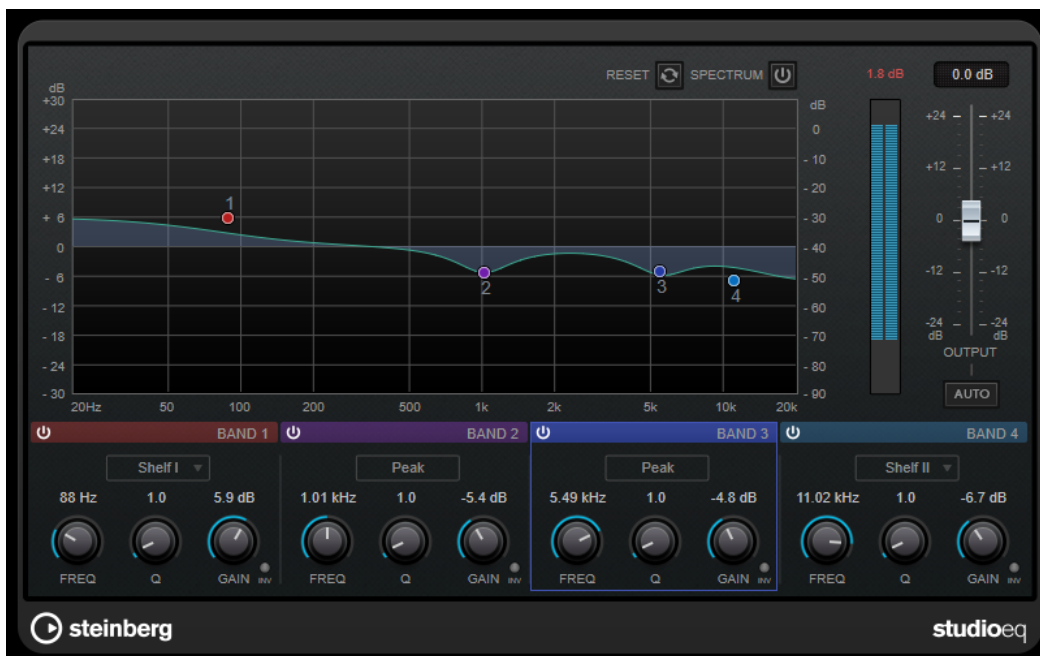 RESET SPECTRUM 1.8 dB 0.0 dB
dB
+30
+24
+18
+12
+ 6
0
- 6
- 12
- 18
- 24
- 30
1
2
3
4
dB
0
- 10
- 20
- 30
- 40
- 50
- 60
- 70
- 80
- 90
20Hz 50 100 200 500 1k 2k 5k 10k 20k
+24 +24
+12 +12
0 0
-12 -12
-24 -24
dB dB
OUTPUT
AUTO
BAND 1 BAND 2 BAND 3 BAND 4
Shelf I Peak Peak Shelf II
88 Hz 1.0 5.9 dB 1.01 kHz 1.0 -5.4 dB 5.49 kHz 1.0 -4.8 dB 11.02 kHz 1.0 -6.7 dB
FREQ Q GAIN INV FREQ Q GAIN INV FREQ Q GAIN INV FREQ Q GAIN INV
steinberg studioeq